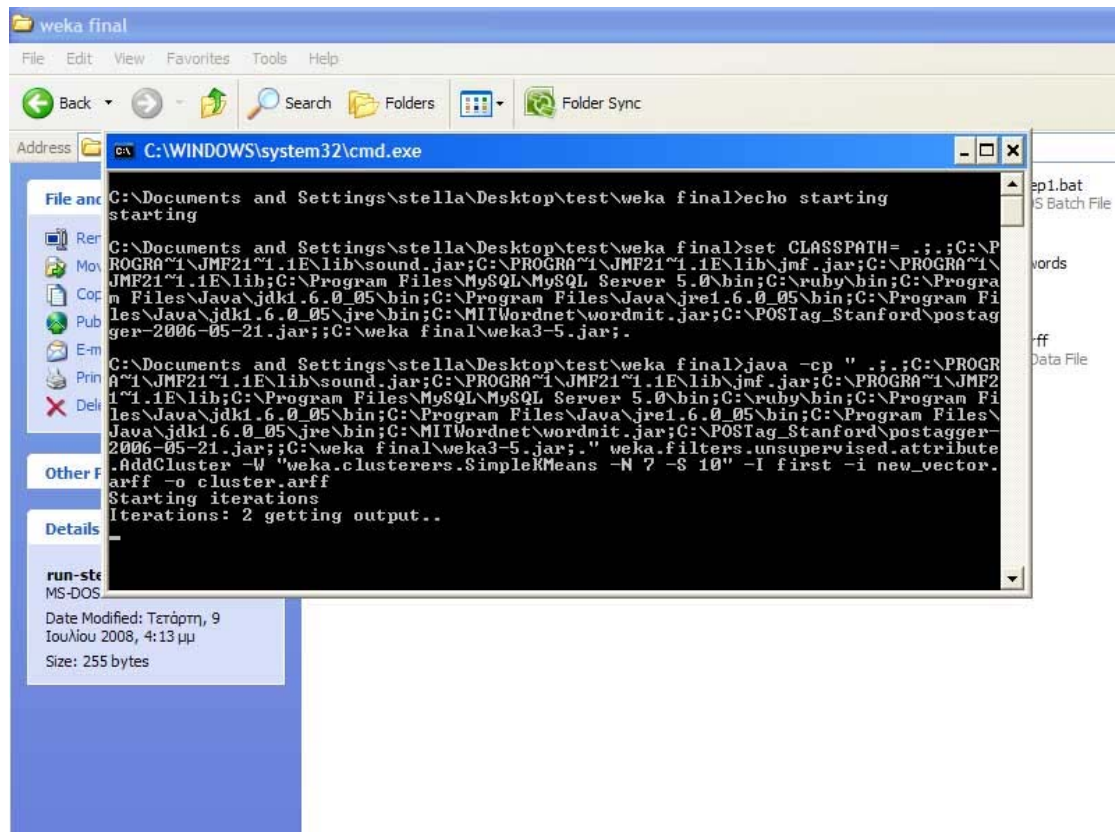 weka final
File Edit View Favorites Tools Help
Back Search Folders Folder Sync
Address
C:\WINDOWS\system32\cmd.exe
C:\Documents and Settings\stella\Desktop\test\weka final>echo starting
starting
C:\Documents and Settings\stella\Desktop\test\weka final>set CLASSPATH= .;.;C:\P
ROGRA~1\JMF21~1.1E\lib\sound.jar;C:\PROGRA~1\JMF21~1.1E\lib\jmf.jar;C:\PROGRA~1\
JMF21~1.1E\lib;C:\Program Files\MySQL\MySQL Server 5.0\bin;C:\ruby\bin;C:\Progra
m Files\Java\jdk1.6.0_05\bin;C:\Program Files\Java\jre1.6.0_05\bin;C:\Program Fi
les\Java\jdk1.6.0_05\jre\bin;C:\MITWordnet\wordmit.jar;C:\POSTag_Stanford\postag
ger-2006-05-21.jar;;C:\weka final\weka3-5.jar;.
C:\Documents and Settings\stella\Desktop\test\weka final>java -cp " .;.;C:\PROGR
A~1\JMF21~1.1E\lib\sound.jar;C:\PROGRA~1\JMF21~1.1E\lib\jmf.jar;C:\PROGRA~1\JMF2
1~1.1E\lib;C:\Program Files\MySQL\MySQL Server 5.0\bin;C:\ruby\bin;C:\Program Fi
les\Java\jdk1.6.0_05\bin;C:\Program Files\Java\jre1.6.0_05\bin;C:\Program Files\
Java\jdk1.6.0_05\jre\bin;C:\MITWordnet\wordmit.jar;C:\POSTag_Stanford\postagger-
2006-05-21.jar;;C:\weka final\weka3-5.jar;." weka.filters.unsupervised.attribute
.AddCluster -W "weka.clusterers.SimpleKMeans -N 7 -S 10" -I first -i new_vector.
arff -o cluster.arff
Starting iterations
Iterations: 2 getting output..
File and
Ren
Mov
Cop
Pub
E-m
Prin
Dele
Other P
Details
run-ste
MS-DOS
Date Modified: Τετάρτη, 9
Ιουλίου 2008, 4:13 μμ
Size: 255 bytes
ep1.bat
S Batch File
words
rff
Data File